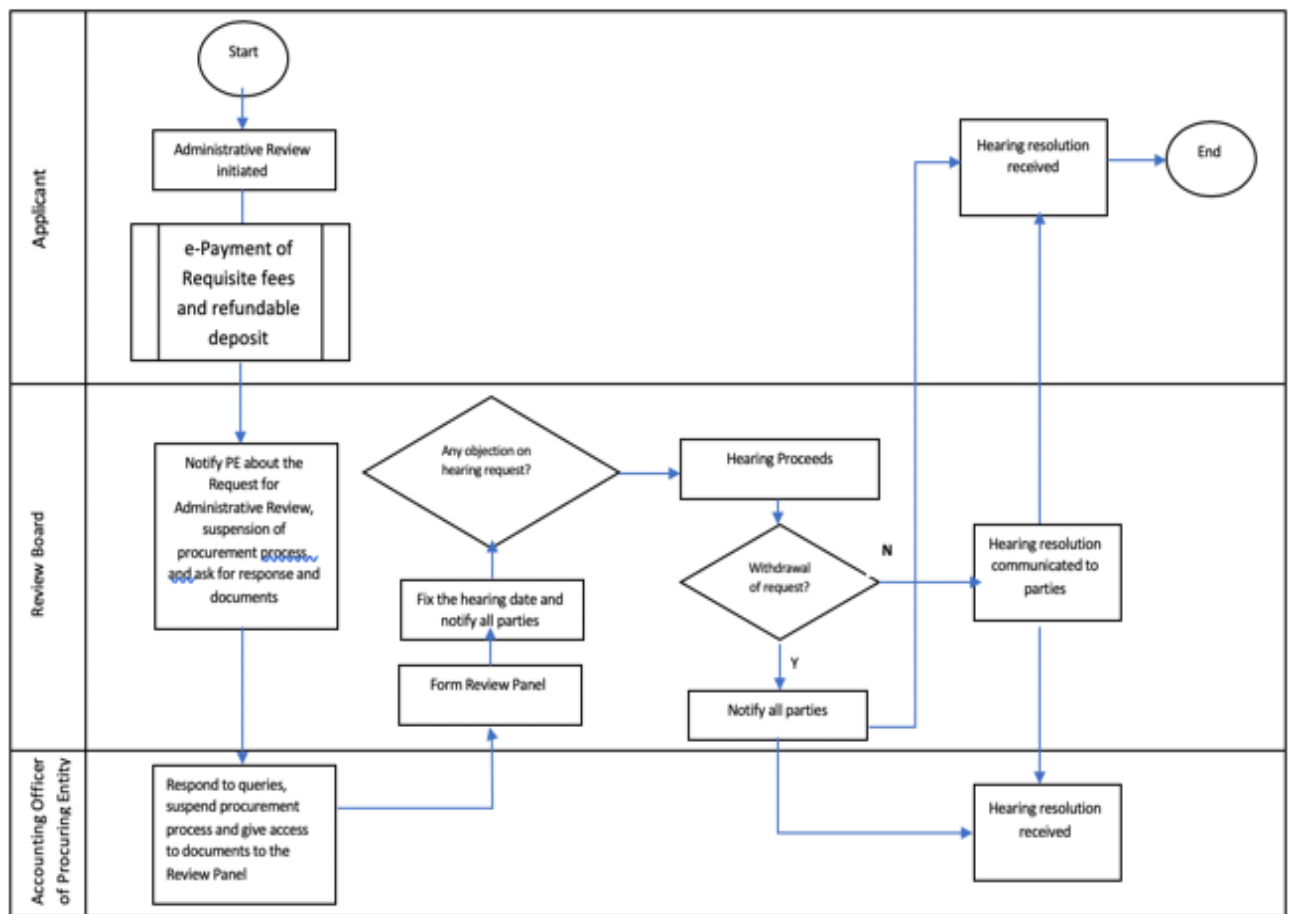 Applicant
Start
Administrative Review
initiated
e-Payment of
Requisite fees
and refundable
deposit
Hearing resolution
received
End
Review Board
Notify PE about the
Request for
Administrative Review,
suspension of
procurement process
and ask for response and
documents
Any objection on
hearing request?
Fix the hearing date and
notify all parties
Form Review Panel
Hearing Proceeds
Withdrawal
of request?
N
Y
Notify all parties
Hearing resolution
communicated to
parties
Accounting Officer
of Procuring Entity
Respond to queries,
suspend procurement
process and give access
to documents to the
Review Panel
Hearing resolution
received